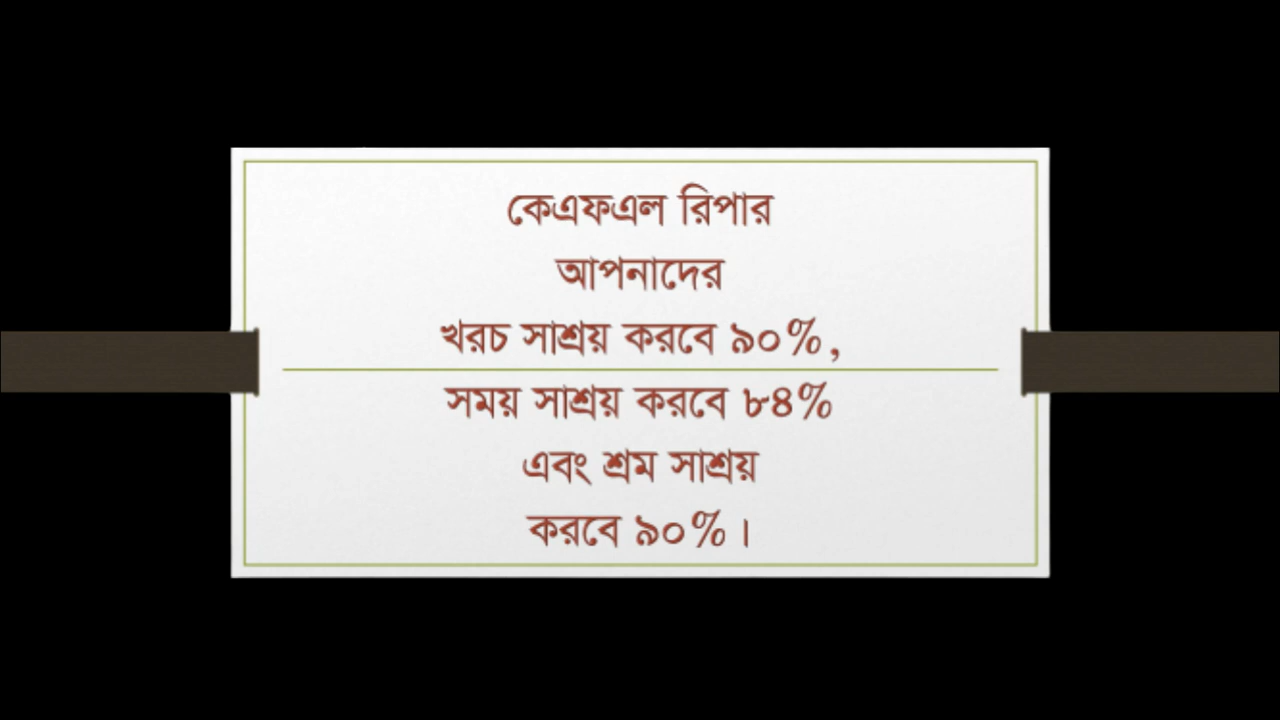 কেএফএল রিপার
আপনাদের
খরচ সাশ্রয় করবে ৯০%,
সময় সাশ্রয় করবে ৮৪%
এবং শ্রম সাশ্রয়
করবে ৯০%।